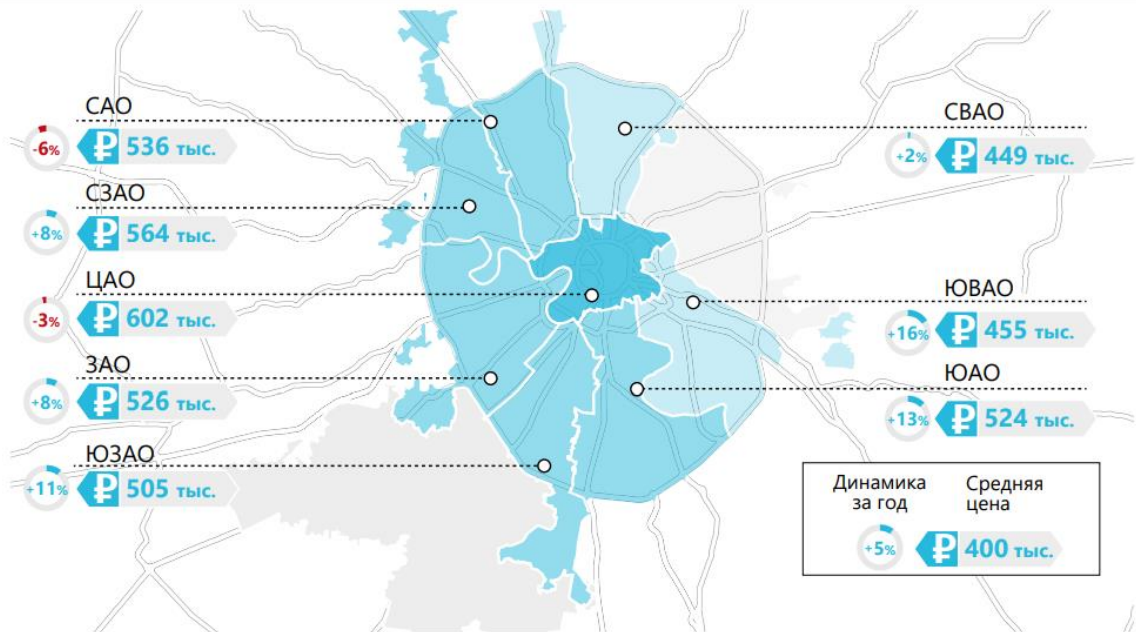 САО
-6% ₽ 536 тыс.
СЗАО
+8% ₽ 564 тыс.
ЦАО
-3% ₽ 602 тыс.
ЗАО
+8% ₽ 526 тыс.
ЮЗАО
+11% ₽ 505 тыс.
СВАО
+2% ₽ 449 тыс.
ЮВАО
+16% ₽ 455 тыс.
ЮАО
+13% ₽ 524 тыс.
Динамика за год
Средняя цена
+5% ₽ 400 тыс.